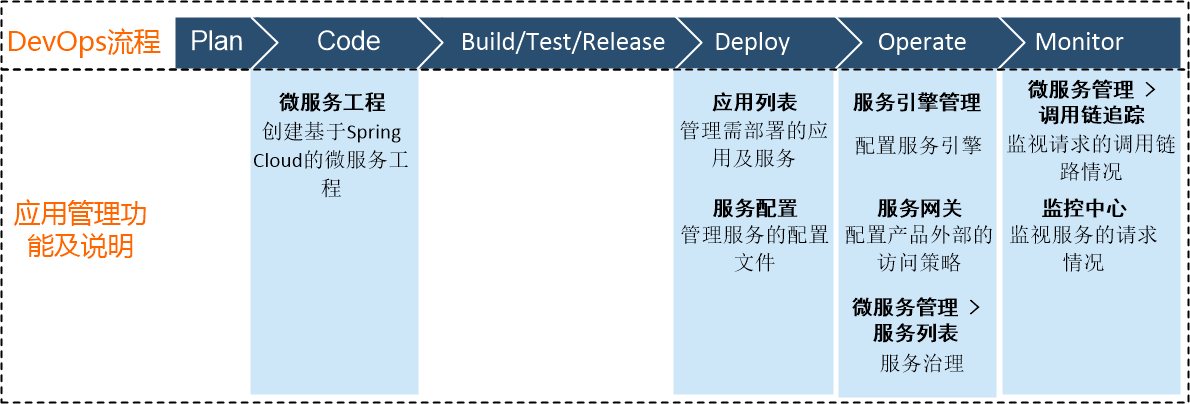 DevOps流程
Plan
Code
Build/Test/Release
Deploy
Operate
Monitor
应用管理功
能及说明
微服务工程
创建基于Spring
Cloud的微服务工
程
应用列表
管理需部署的应
用及服务
服务配置
管理服务的配置
文件
服务引擎管理
配置服务引擎
服务网关
配置产品外部的
访问策略
微服务管理 >
服务列表
服务治理
微服务管理 >
调用链追踪
监视请求的调用链
路情况
监控中心
监视服务的请求
情况